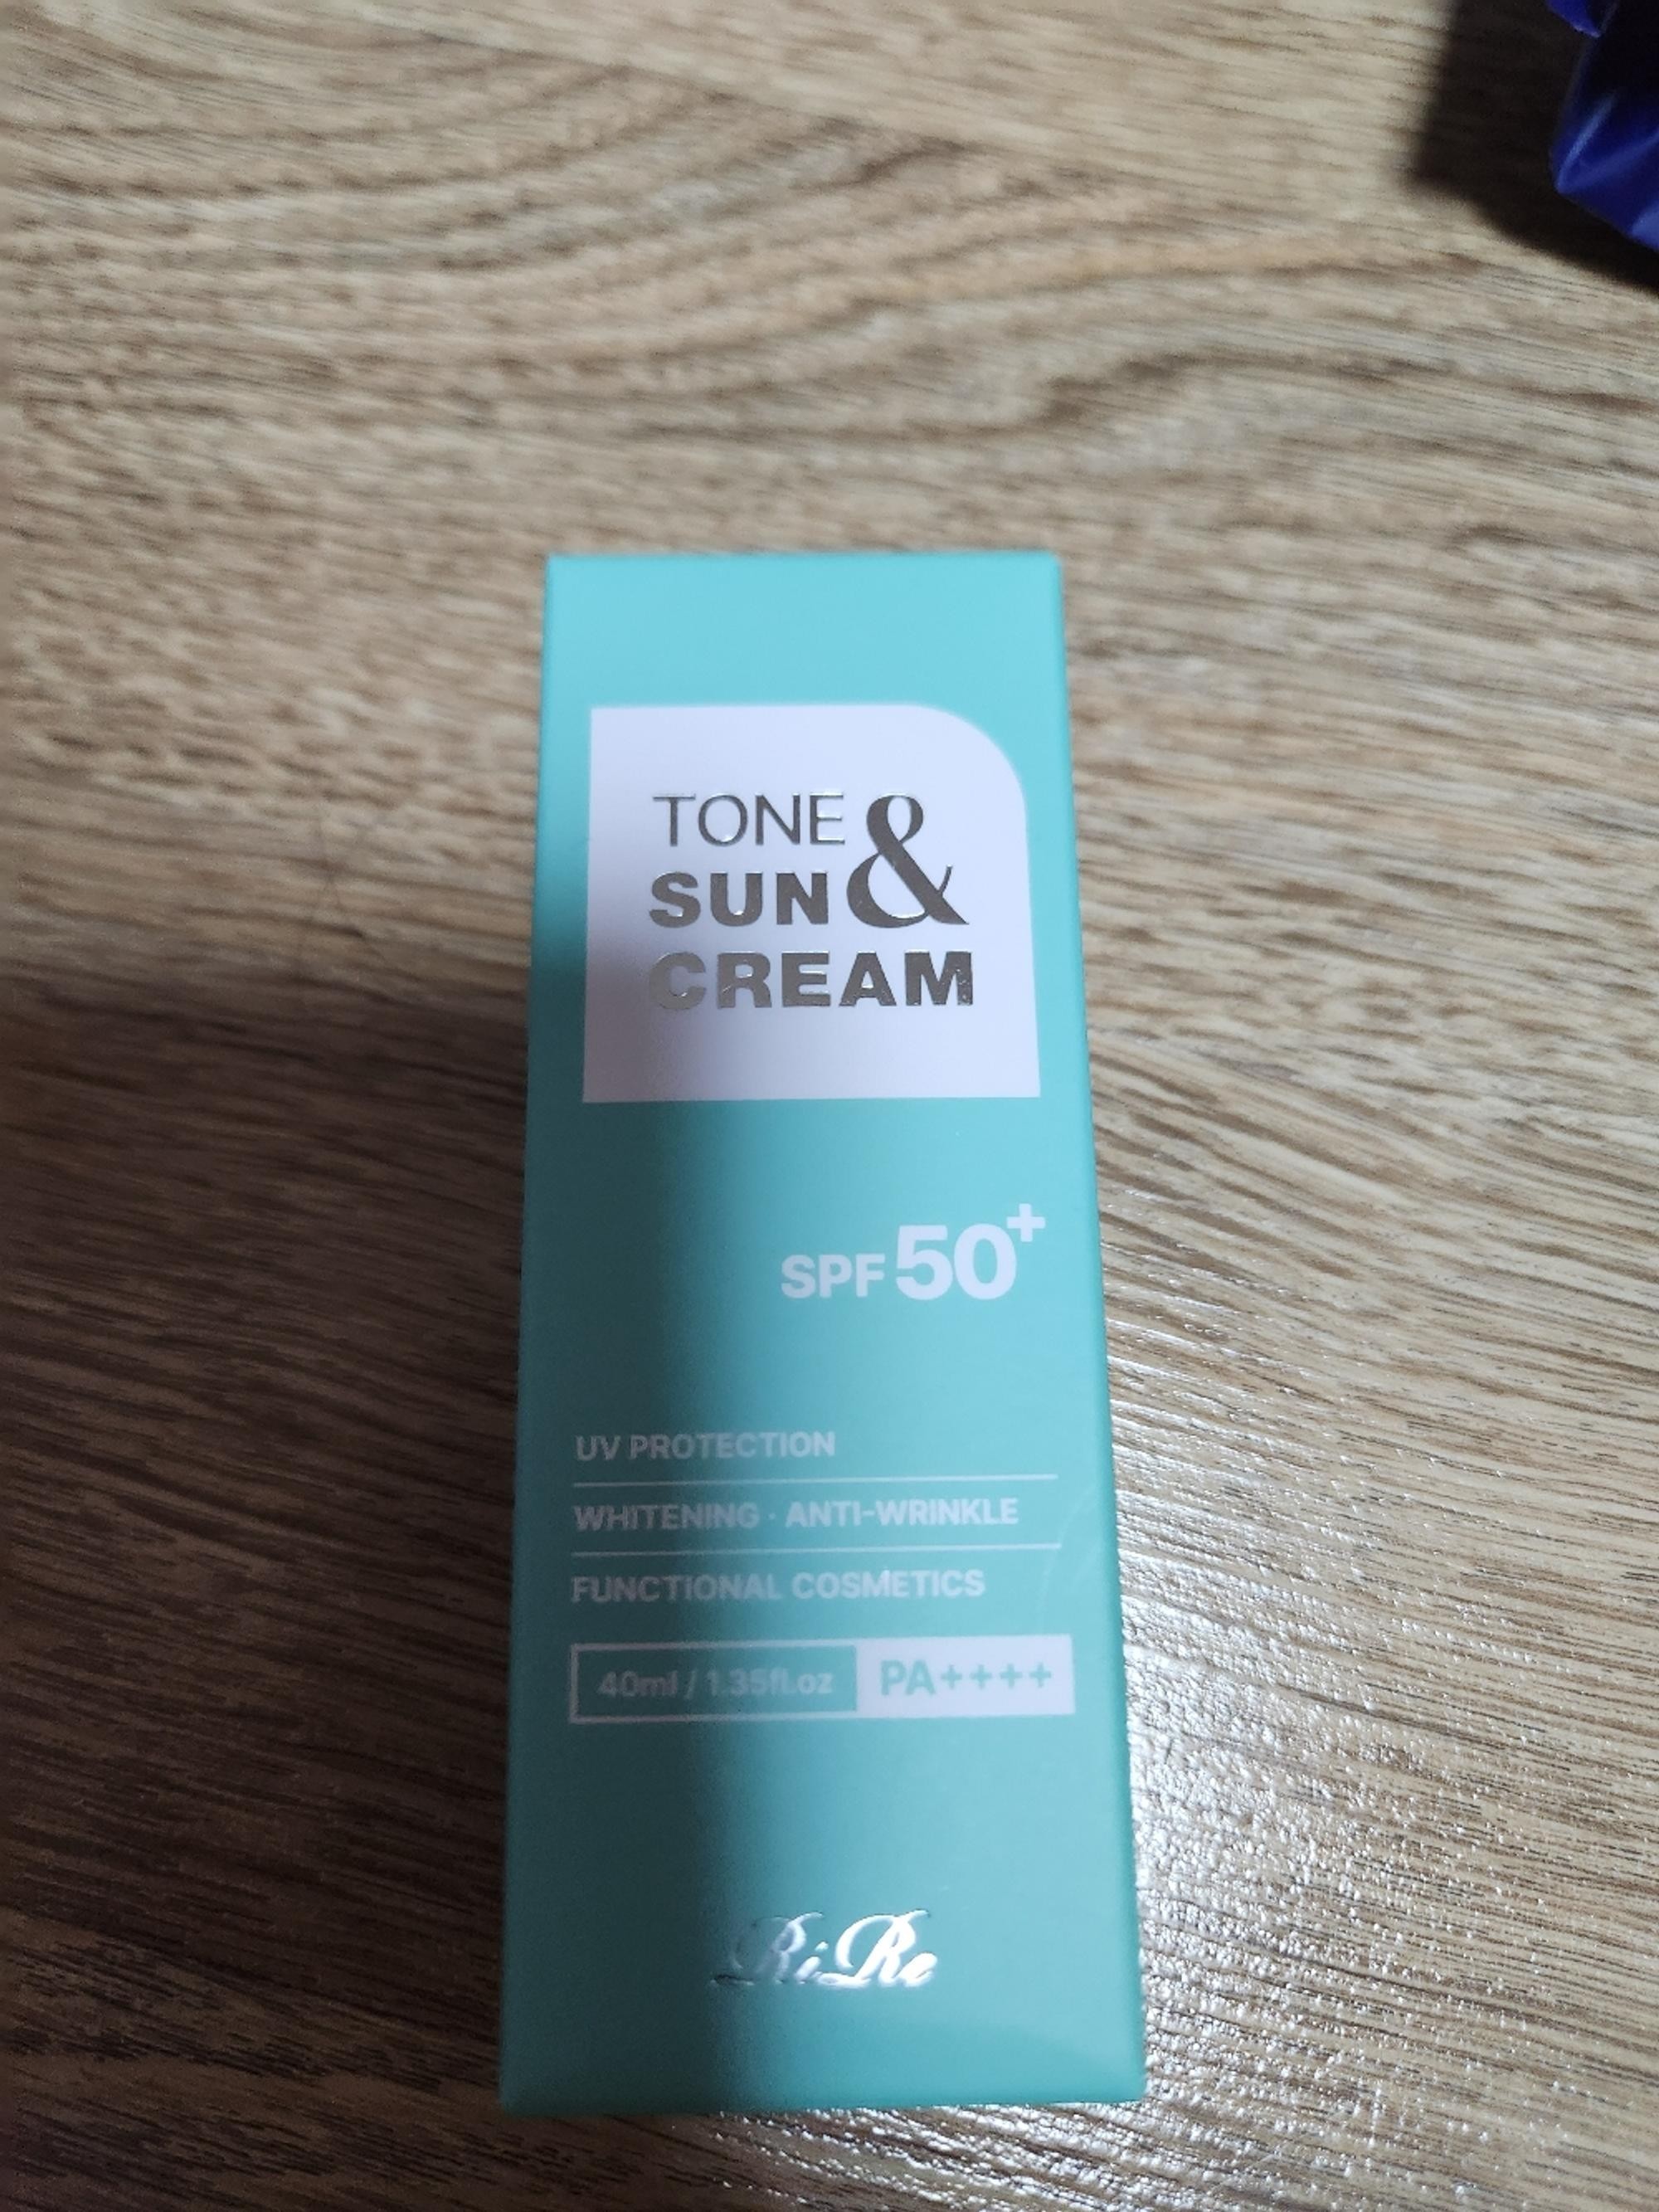 TONE &
SUN
CREAM
SPF 50+
UV PROTECTION
WHITENING · ANTI-WRINKLE
FUNCTIONAL COSMETICS
40ml / 1.35fl.oz PA++++
RiRe